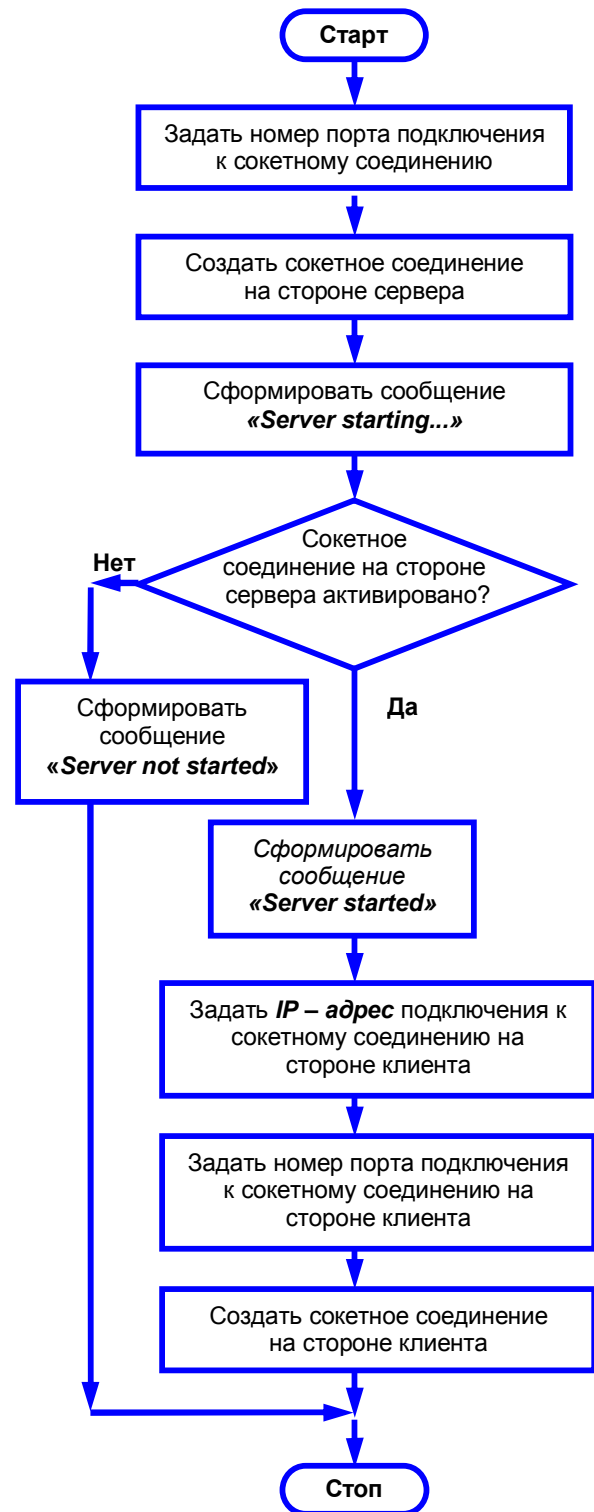 Старт
Задать номер порта подключения
к сокетному соединению
Создать сокетное соединение
на стороне сервера
Сформировать сообщение
«Server starting...»
Сокетное
соединение на стороне
сервера активировано?
Нет
Да
Сформировать
сообщение
«Server not started»
Сформировать
сообщение
«Server started»
Задать IP – адрес подключения к
сокетному соединению на
стороне клиента
Задать номер порта подключения
к сокетному соединению на
стороне клиента
Создать сокетное соединение
на стороне клиента
Стоп